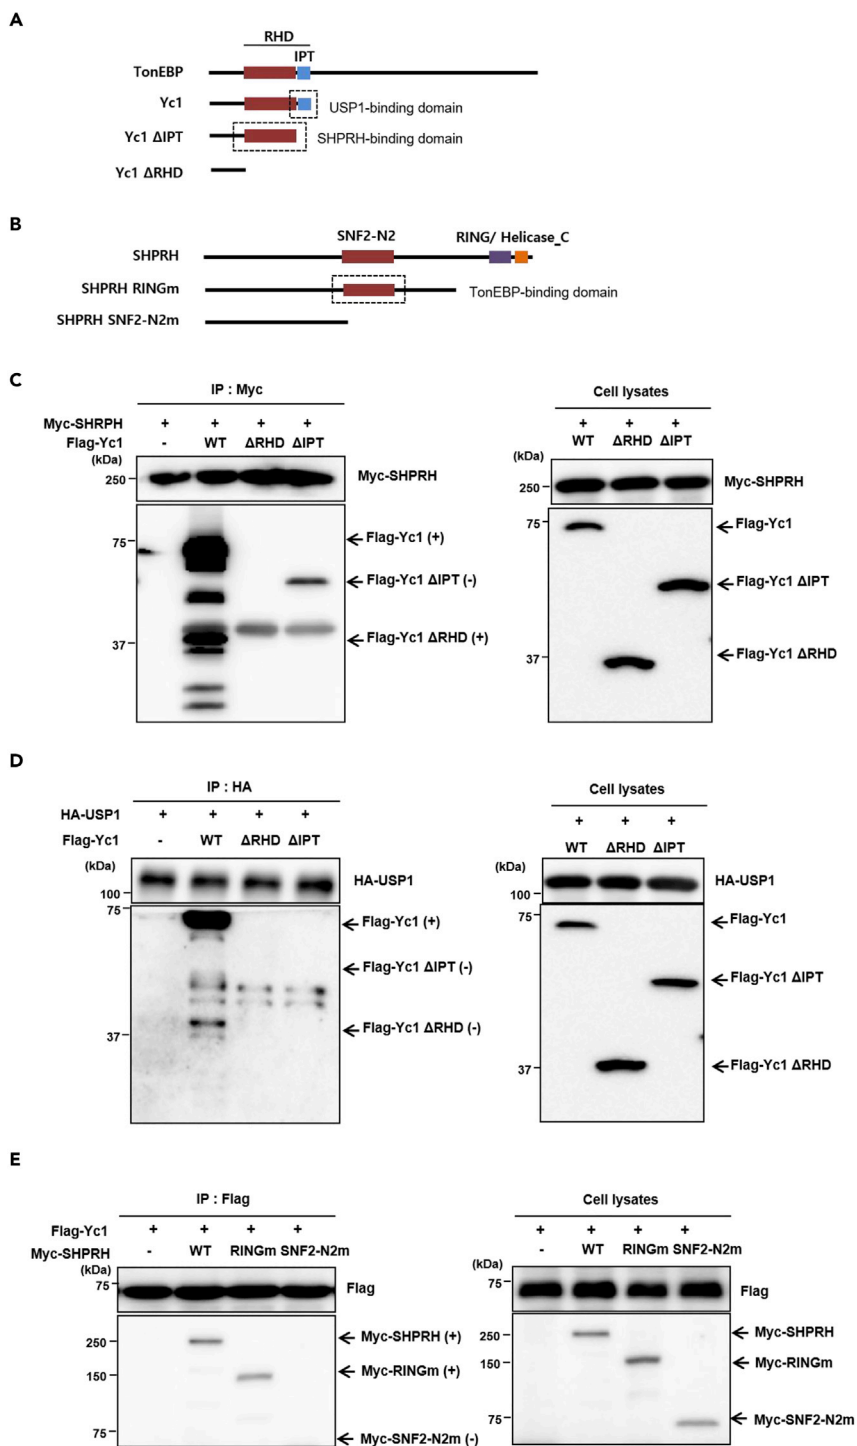 A
RHD
IPT
TonEBP
Yc1
USP1-binding domain
Yc1 ΔIPT
SHPRH-binding domain
Yc1 ΔRHD
B
SNF2-N2
RING/ Helicase_C
SHPRH
SHPRH RINGm
TonEBP-binding domain
SHPRH SNF2-N2m
C
IP : Myc
Myc-SHRPH + + + +
Flag-Yc1 - WT ΔRHD ΔIPT
(kDa)
250
Myc-SHPRH
75
Flag-Yc1 (+)
Flag-Yc1 ΔIPT (-)
37
Flag-Yc1 ΔRHD (+)
Cell lysates
+ + +
WT ΔRHD ΔIPT
(kDa)
250
Myc-SHPRH
75
Flag-Yc1
Flag-Yc1 ΔIPT
37
Flag-Yc1 ΔRHD
D
IP : HA
HA-USP1 + + + +
Flag-Yc1 - WT ΔRHD ΔIPT
(kDa)
HA-USP1
100
75
Flag-Yc1 (+)
Flag-Yc1 ΔIPT (-)
37
Flag-Yc1 ΔRHD (-)
Cell lysates
+ + +
WT ΔRHD ΔIPT
(kDa)
HA-USP1
100
75
Flag-Yc1
Flag-Yc1 ΔIPT
37
Flag-Yc1 ΔRHD
E
IP : Flag
Flag-Yc1 + + + +
Myc-SHPRH - WT RINGm SNF2-N2m
(kDa)
75
Flag
250
Myc-SHPRH (+)
150
Myc-RINGm (+)
75
Myc-SNF2-N2m (-)
Cell lysates
+ + + +
- WT RINGm SNF2-N2m
(kDa)
75
Flag
250
Myc-SHPRH
150
Myc-RINGm
75
Myc-SNF2-N2m